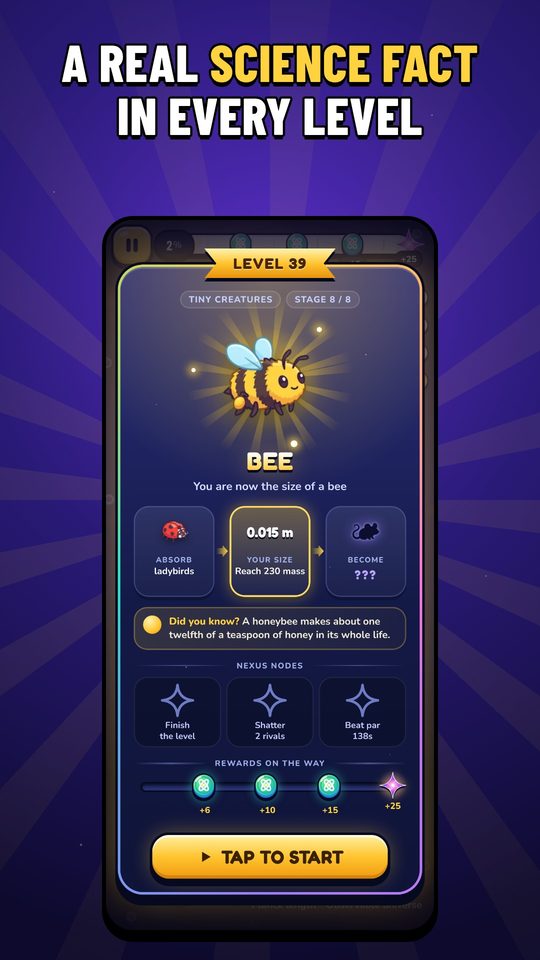 A REAL SCIENCE FACT
IN EVERY LEVEL
2%
+25
LEVEL 39
TINY CREATURES
STAGE 8 / 8
BEE
You are now the size of a bee
ABSORB
ladybirds
0.015 m
YOUR SIZE
Reach 230 mass
BECOME
???
Did you know? A honeybee makes about one
twelfth of a teaspoon of honey in its whole life.
NEXUS NODES
Finish
the level
Shatter
2 rivals
Beat par
138s
REWARDS ON THE WAY
+6
+10
+15
+25
TAP TO START